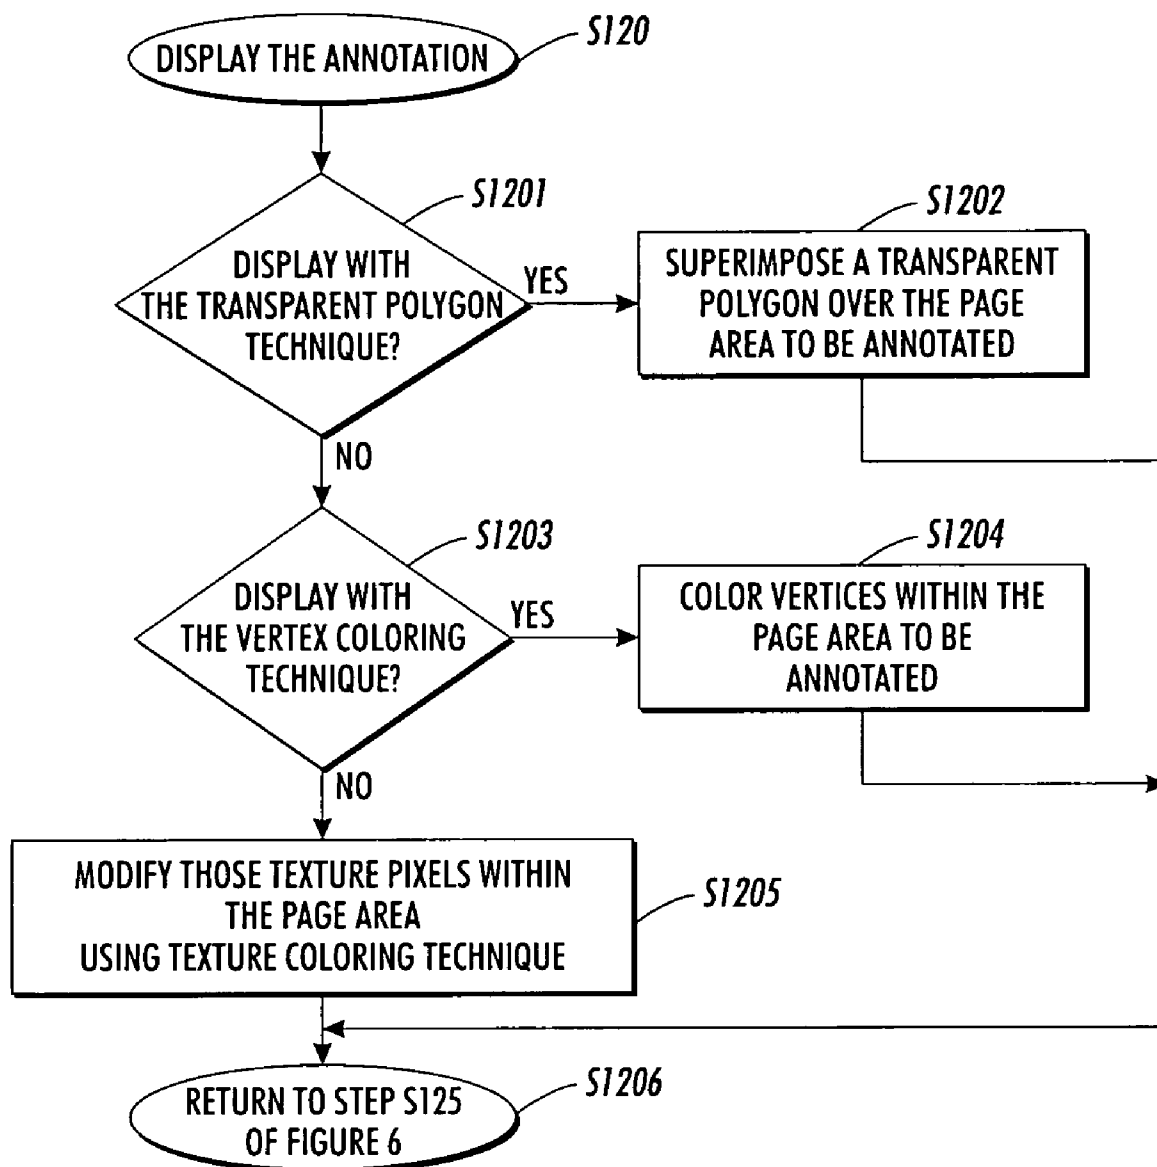 DISPLAY THE ANNOTATION
S120
S1201
DISPLAY WITH
THE TRANSPARENT POLYGON
TECHNIQUE?
YES
S1202
SUPERIMPOSE A TRANSPARENT
POLYGON OVER THE PAGE
AREA TO BE ANNOTATED
NO
S1203
DISPLAY WITH
THE VERTEX COLORING
TECHNIQUE?
YES
S1204
COLOR VERTICES WITHIN THE
PAGE AREA TO BE
ANNOTATED
NO
MODIFY THOSE TEXTURE PIXELS WITHIN
THE PAGE AREA
USING TEXTURE COLORING TECHNIQUE
S1205
RETURN TO STEP S125
OF FIGURE 6
S1206